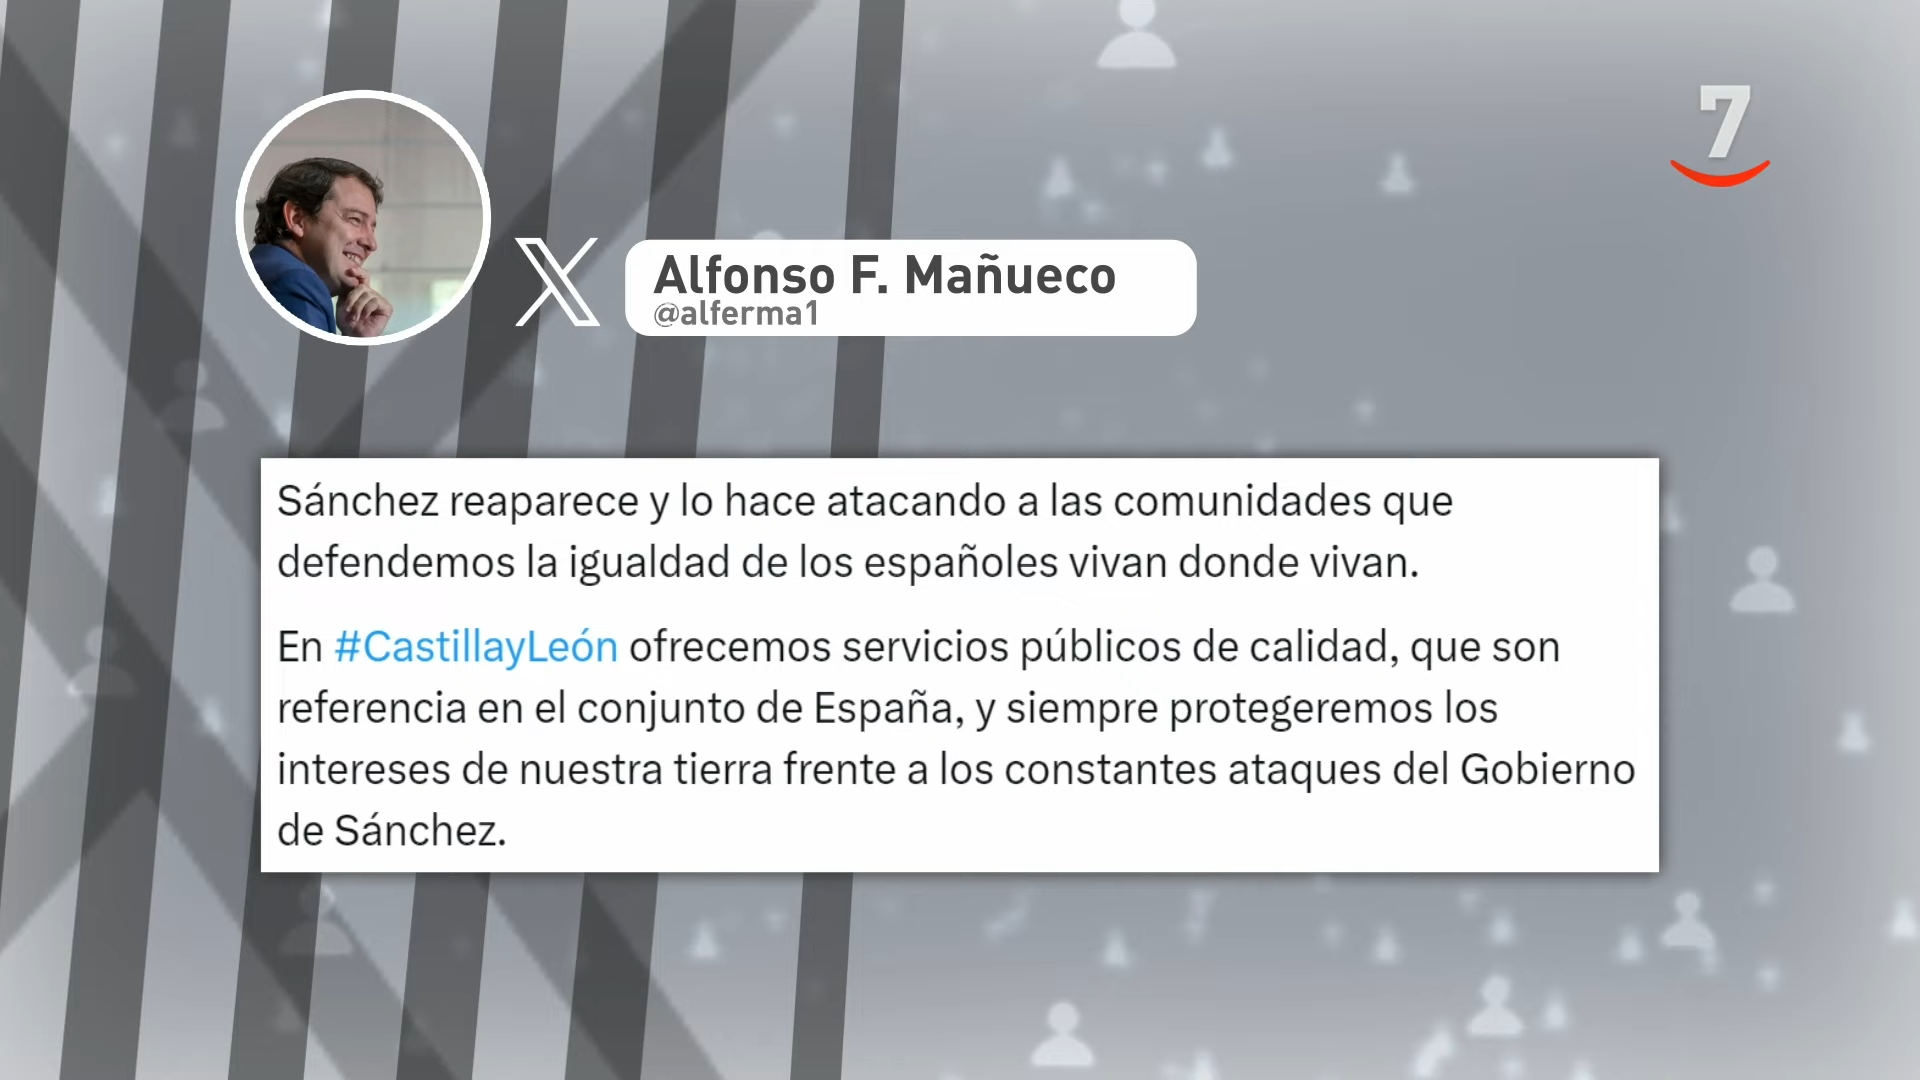 7
Alfonso F. Mañueco
@alferma1
Sánchez reaparece y lo hace atacando a las comunidades que
defendemos la igualdad de los españoles vivan donde vivan.
En #CastillayLeón ofrecemos servicios públicos de calidad, que son
referencia en el conjunto de España, y siempre protegeremos los
intereses de nuestra tierra frente a los constantes ataques del Gobierno
de Sánchez.